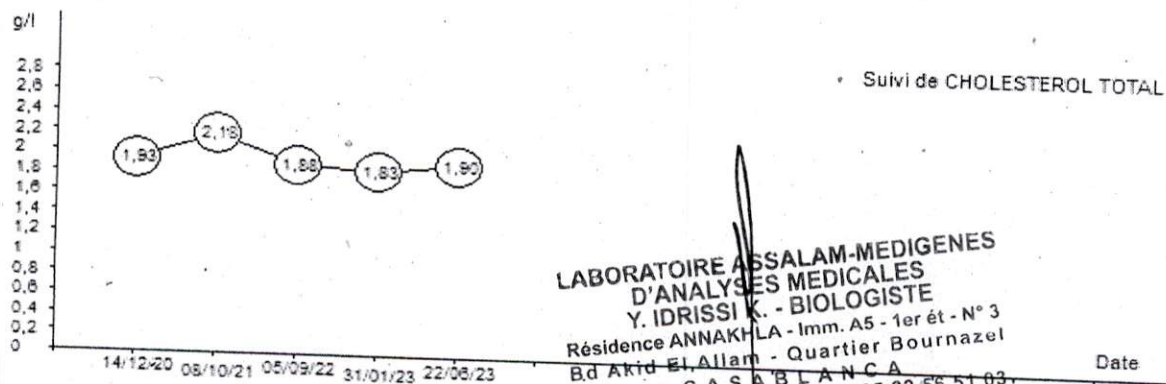 g/l
Suivi de CHOLESTEROL TOTAL
2,8
2,6
2,4
2,2
2
1,8
1,6
1,4
1,2
1
0,8
0,6
0,4
0,2
0
1,93
2,18
1,88
1,83
1,90
14/12/20 08/10/21 05/09/22 31/01/23 22/06/23
Date
LABORATOIRE ASSALAM-MEDIGENES
D'ANALYSES MEDICALES
Y. IDRISSI K. - BIOLOGISTE
Résidence ANNAKHLA - Imm. A5 - 1er ét - N° 3
Bd Akid El Allam - Quartier Bournazel
CASABLANCA